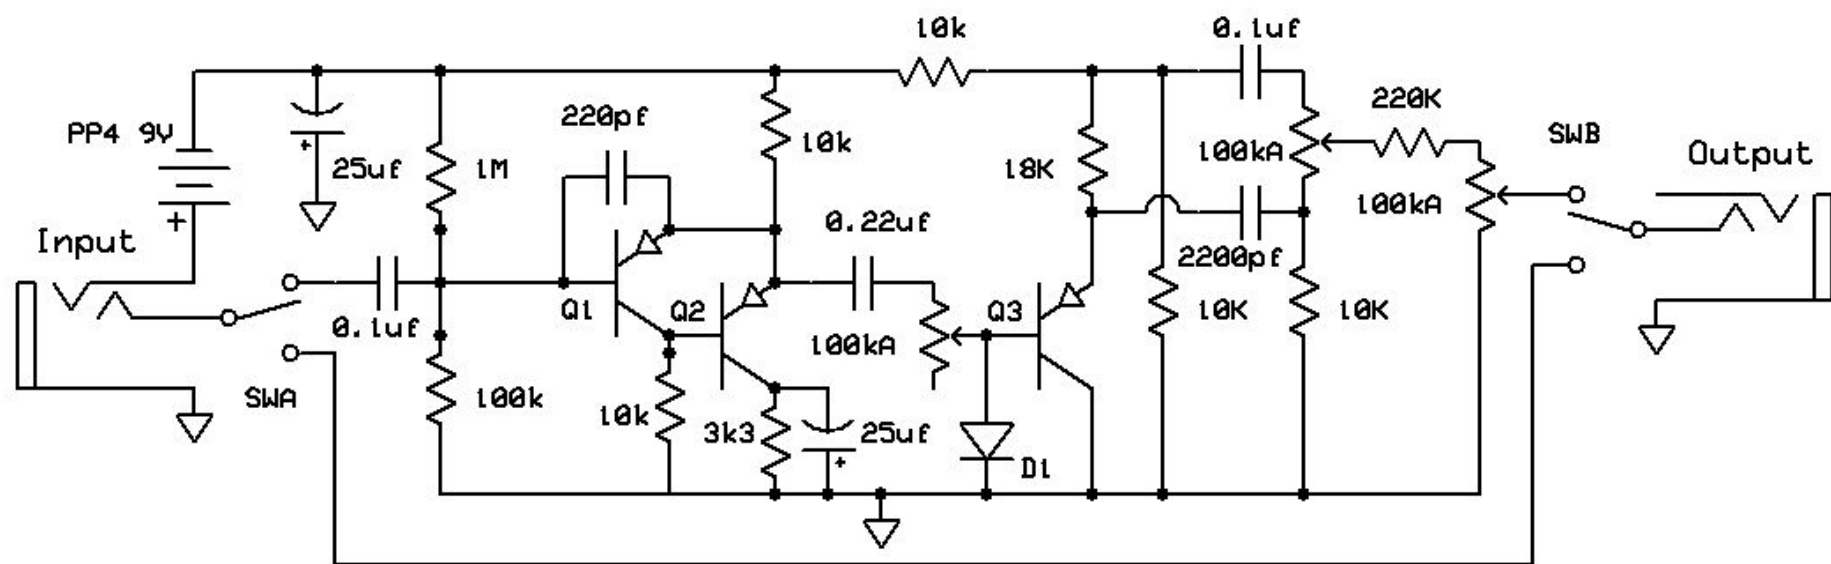 10k
0.1uf
PP4 9V
220pf
220K
SWB
25uf
1M
10k
18K
100kA
Output
Input
0.22uf
100kA
2200pf
+
+
0.1uf
Q1
Q2
100kA
Q3
10K
10K
SWA
100k
10k
3k3
25uf
+
D1